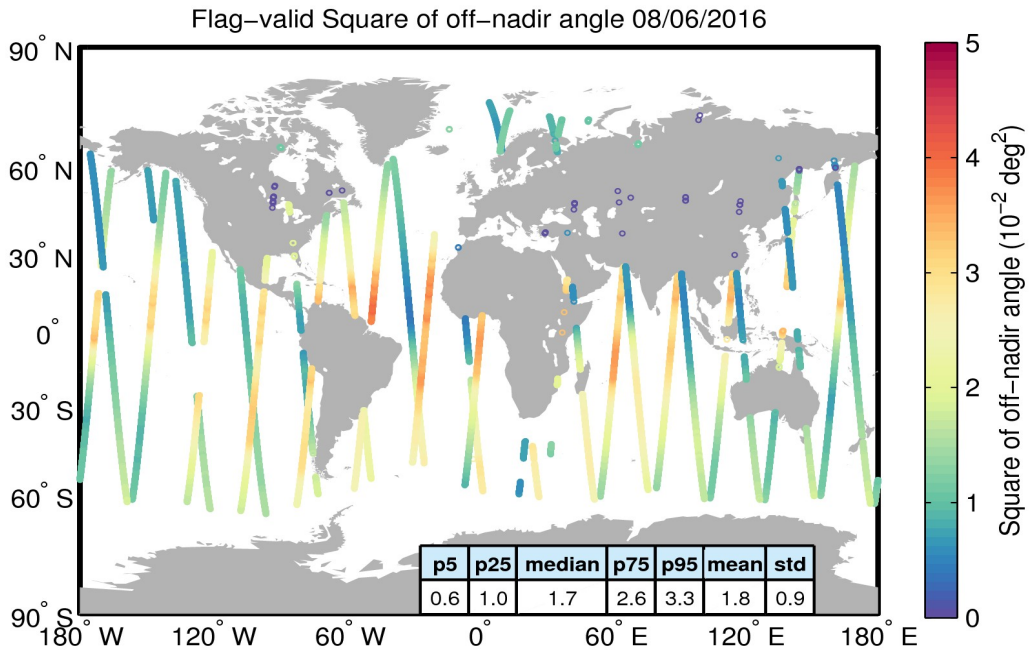 Flag−valid Square of off−nadir angle 08/06/2016
90° N
60° N
30° N
0°
30° S
60° S
90° S
180° W
120° W
60° W
0°
60° E
120° E
180° E
p5 p25 median p75 p95 mean std
0.6 1.0 1.7 2.6 3.3 1.8 0.9
5
4
3
2
1
0
Square of off−nadir angle (10⁻² deg²)